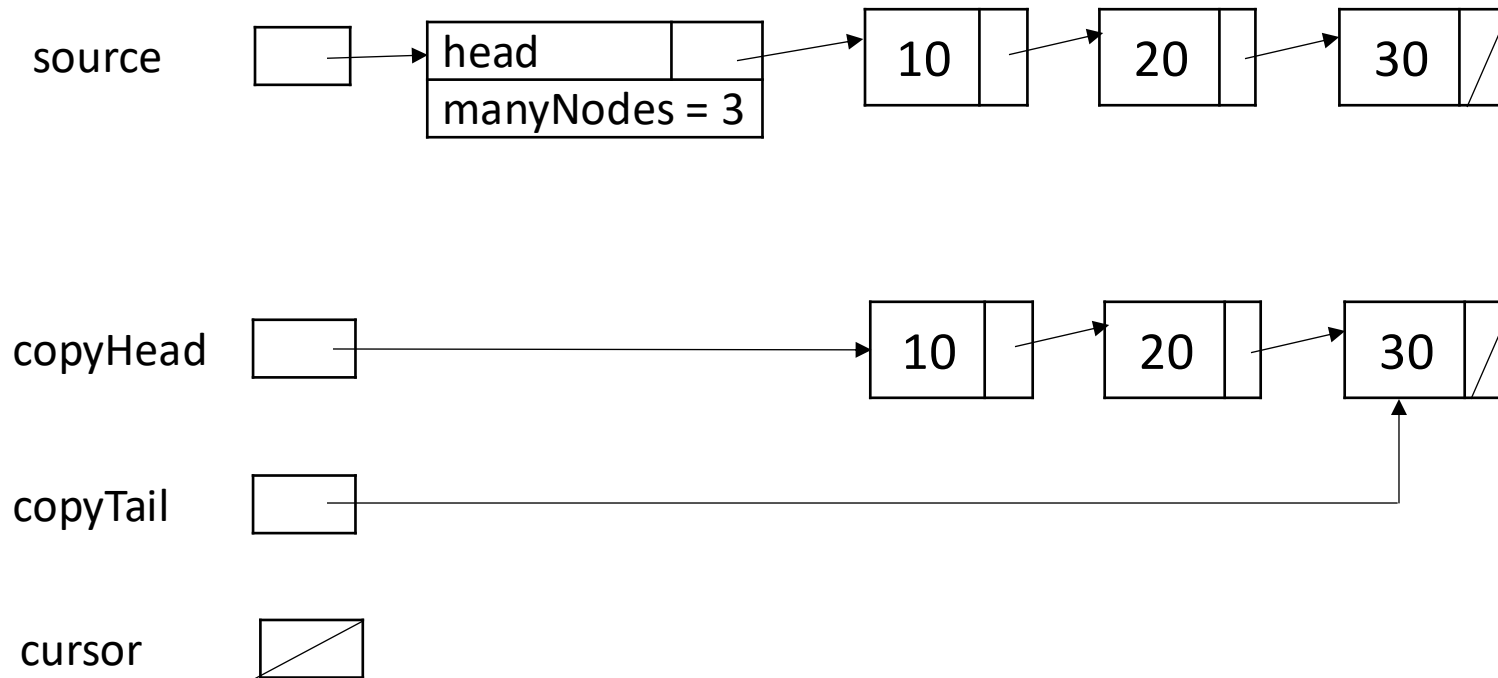 source
head
manyNodes = 3
10
20
30
copyHead
10
20
30
copyTail
cursor